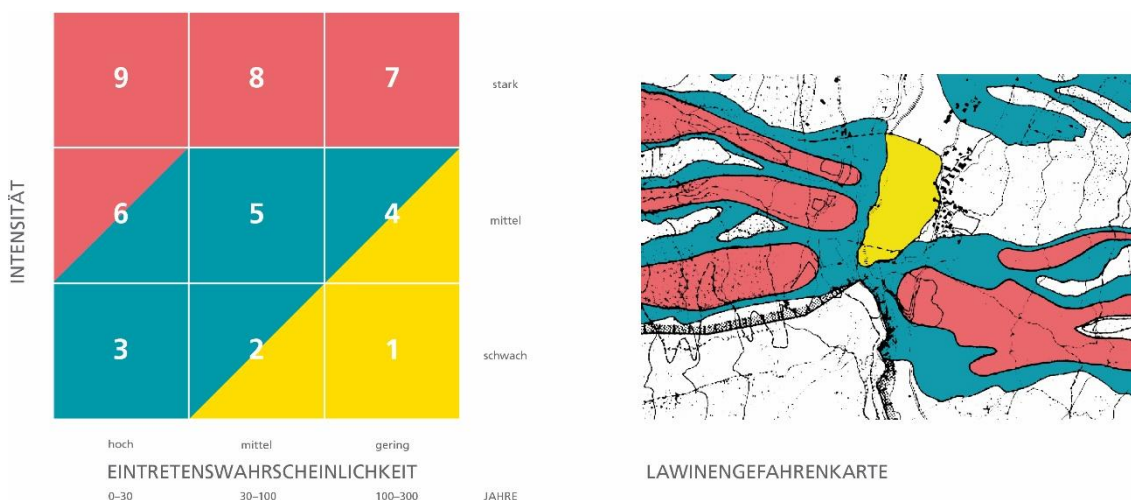 9 8 7 stark
6 5 4 mittel
3 2 1 schwach
INTENSITÄT
hoch mittel gering
EINTRETENSWAHRSCHEINLICHKEIT
0–30 30–100 100–300 JAHRE
LAWINENGEFAHRENKARTE